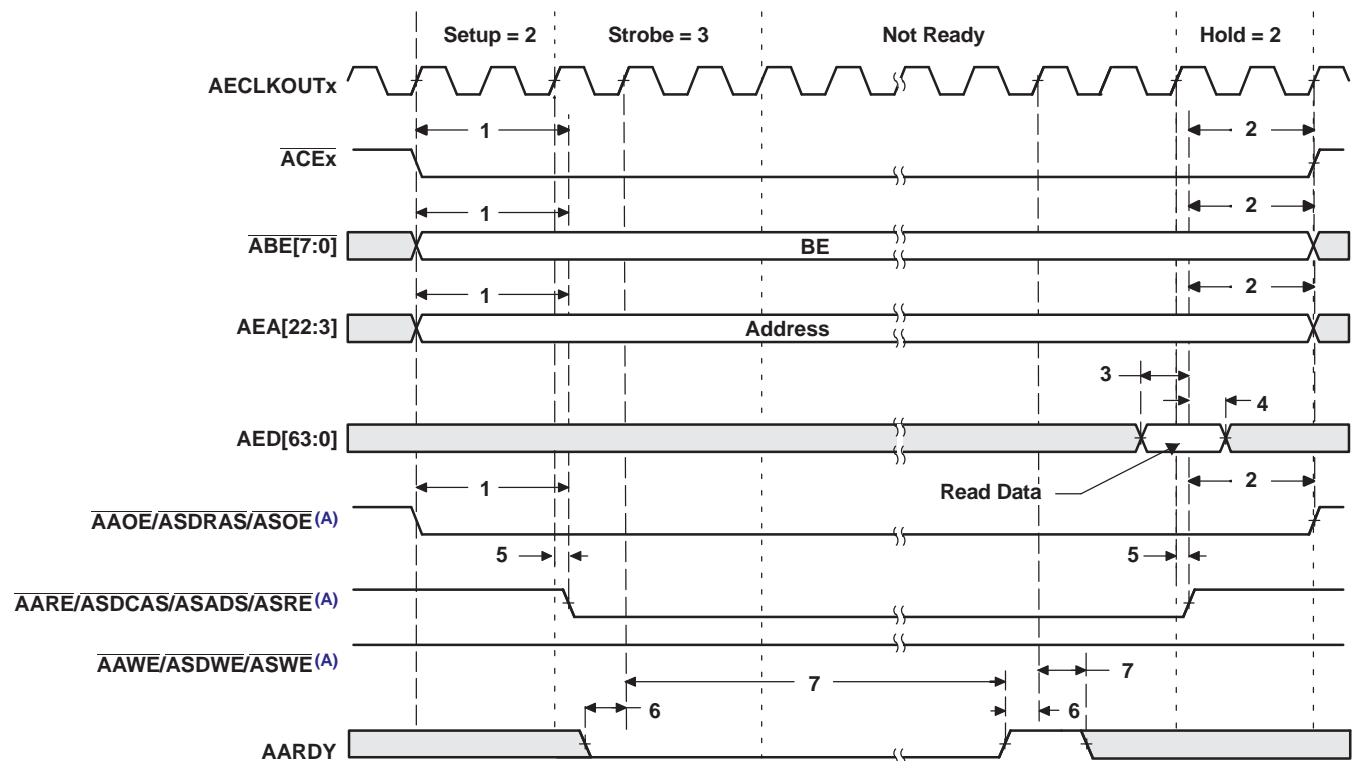 Setup = 2 Strobe = 3 Not Ready Hold = 2
AECLKOUTx
1 2
ACEx
1 2
ABE[7:0] BE
1 2
AEA[22:3] Address
3
4
AED[63:0]
Read Data
1 2
AAOE/ASDRAS/ASOE(A)
5 5
AARE/ASDCAS/ASADS/ASRE(A)
AAWE/ASDWE/ASWE(A)
7 7
6 6
AARDY